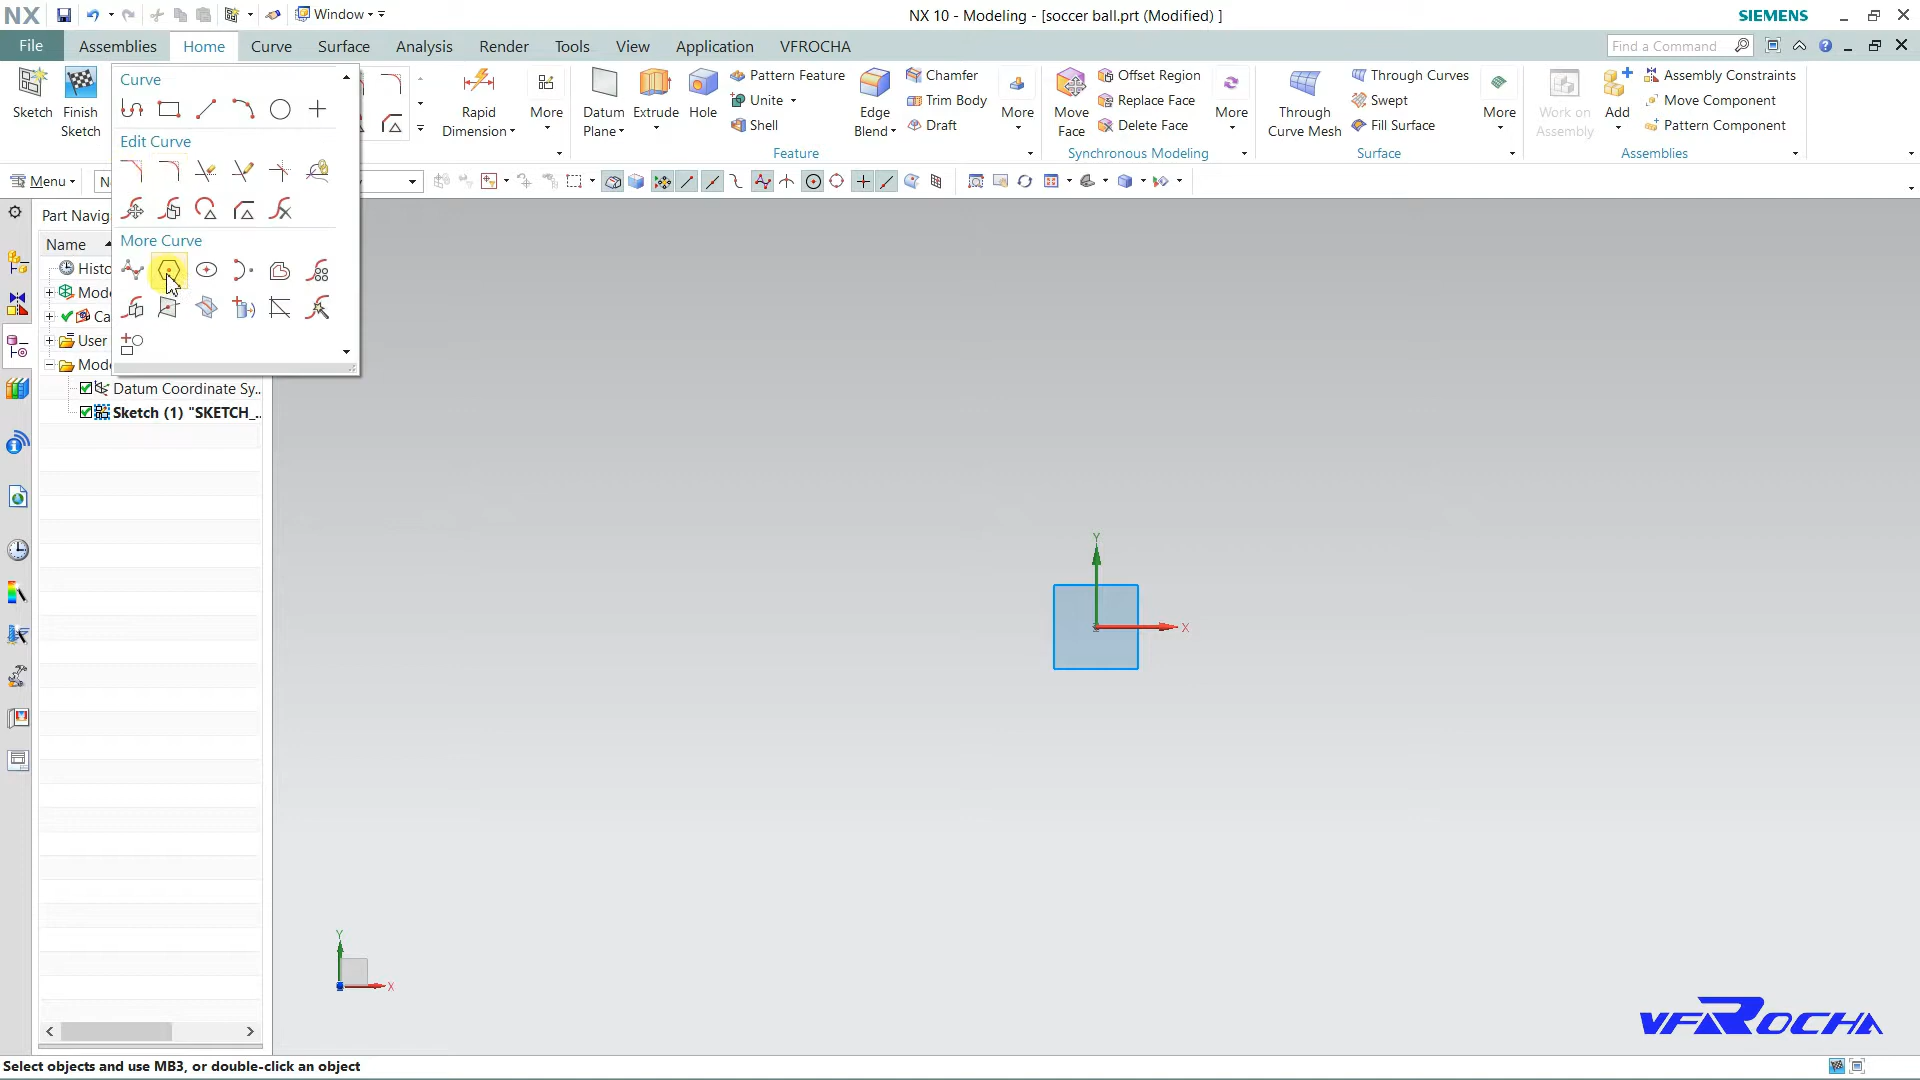 NX
Window
NX 10 - Modeling - [soccer ball.prt (Modified) ]
SIEMENS
File
Assemblies
Home
Curve
Surface
Analysis
Render
Tools
View
Application
VFROCHA
Find a Command
Sketch
Finish Sketch
Curve
Edit Curve
More Curve
Rapid Dimension
More
Datum Plane
Extrude
Hole
Pattern Feature
Unite
Shell
Edge Blend
Chamfer
Trim Body
Draft
More
Feature
Move Face
Offset Region
Replace Face
Delete Face
More
Synchronous Modeling
Through Curve Mesh
Through Curves
Swept
Fill Surface
More
Surface
Work on Assembly
Add
Assembly Constraints
Move Component
Pattern Component
Assemblies
Menu
N
Part Navig
Name
Histo
Mode
Ca
User
Mode
Datum Coordinate Sy..
Sketch (1) "SKETCH_..
Y
X
Y
X
VFAROCHA
Select objects and use MB3, or double-click an object